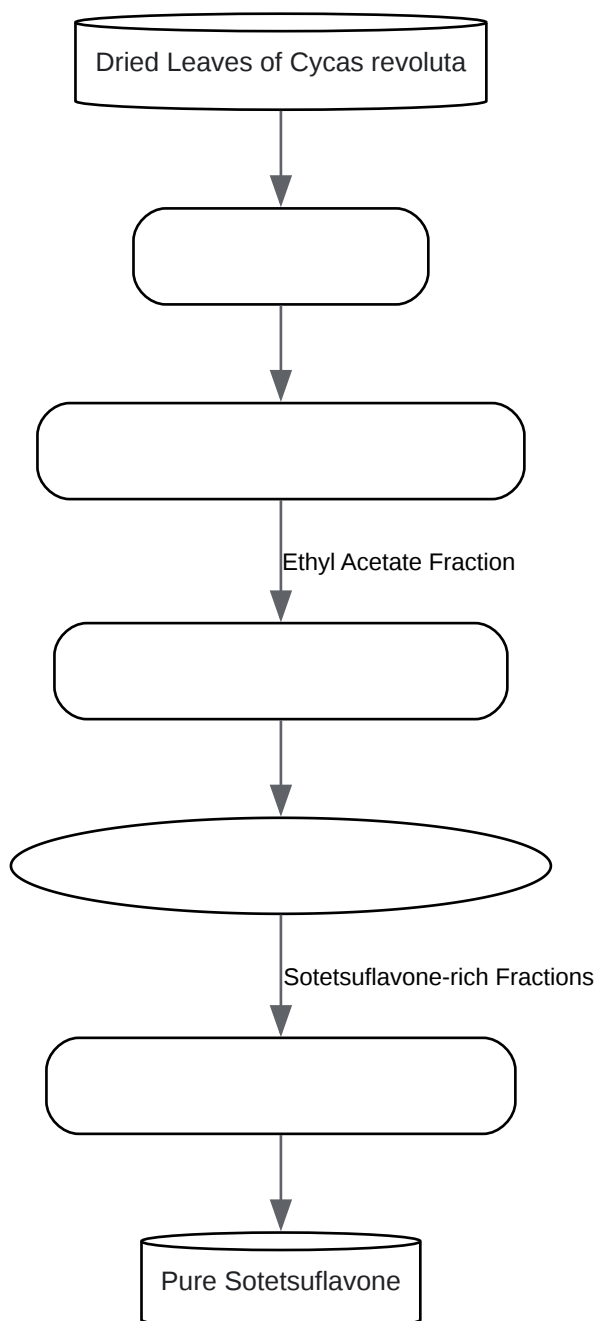 Dried Leaves of Cycas revoluta
Ethyl Acetate Fraction
Sotetsuflavone-rich Fractions
Pure Sotetsuflavone